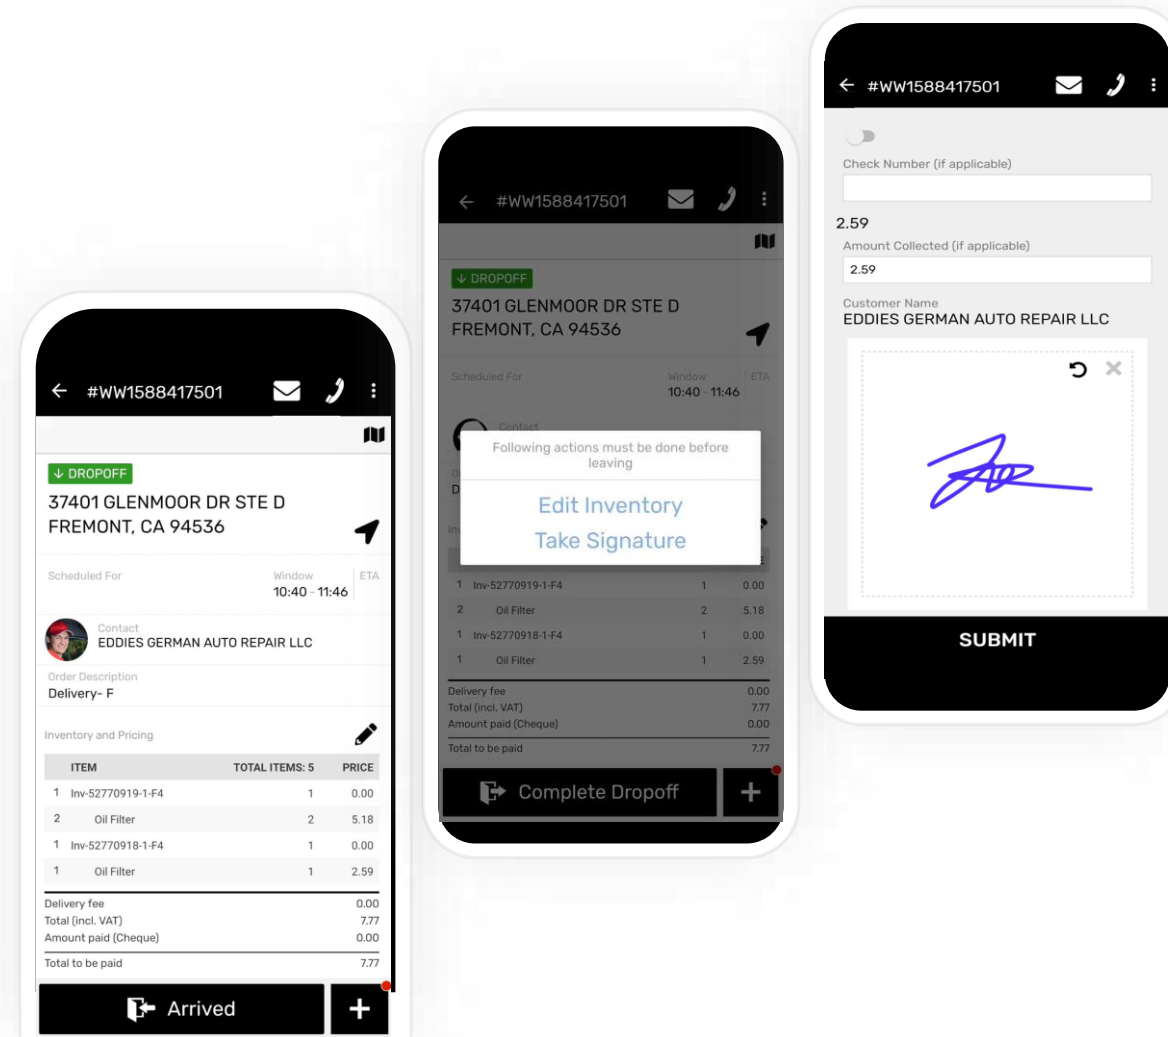 #WW1588417501
↓ DROPOFF
37401 GLENMOOR DR STE D
FREMONT, CA 94536
Scheduled For Window ETA
10:40 - 11:46
Contact
EDDIES GERMAN AUTO REPAIR LLC
Order Description
Delivery- F
Inventory and Pricing
ITEM TOTAL ITEMS: 5 PRICE
1 Inv-52770919-1-F4 1 0.00
2 Oil Filter 2 5.18
1 Inv-52770918-1-F4 1 0.00
1 Oil Filter 1 2.59
Delivery fee 0.00
Total (incl. VAT) 7.77
Amount paid (Cheque) 0.00
Total to be paid 7.77
Arrived +
#WW1588417501
↓ DROPOFF
37401 GLENMOOR DR STE D
FREMONT, CA 94536
Scheduled For Window ETA
10:40 - 11:46
Contact
Following actions must be done before
leaving
Edit Inventory
Take Signature
1 Inv-52770919-1-F4 1 0.00
2 Oil Filter 2 5.18
1 Inv-52770918-1-F4 1 0.00
1 Oil Filter 1 2.59
Delivery fee 0.00
Total (incl. VAT) 7.77
Amount paid (Cheque) 0.00
Total to be paid 7.77
Complete Dropoff +
#WW1588417501
Check Number (if applicable)
2.59
Amount Collected (if applicable)
2.59
Customer Name
EDDIES GERMAN AUTO REPAIR LLC
SUBMIT